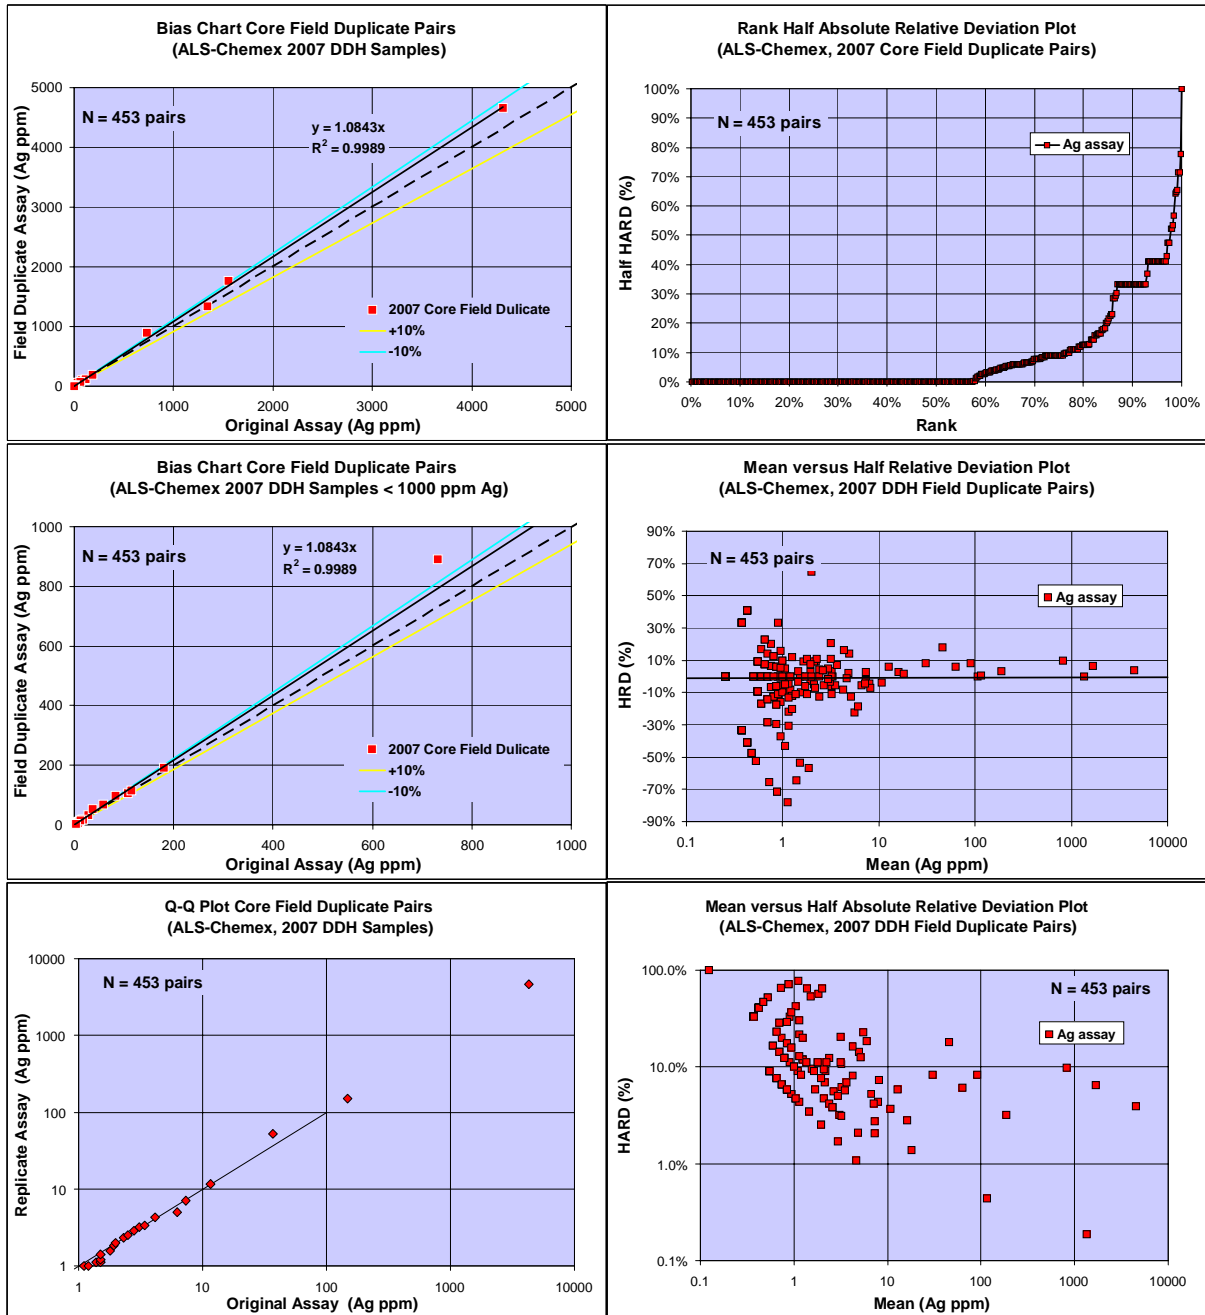 Bias Chart Core Field Duplicate Pairs
(ALS-Chemex 2007 DDH Samples)
5000
4000
3000
2000
1000
0
Field Duplicate Assay (Ag ppm)
N = 453 pairs
y = 1.0843x
R² = 0.9989
2007 Core Field Dulicate
+10%
-10%
0 1000 2000 3000 4000 5000
Original Assay (Ag ppm)
Rank Half Absolute Relative Deviation Plot
(ALS-Chemex, 2007 Core Field Duplicate Pairs)
100%
90%
80%
70%
60%
50%
40%
30%
20%
10%
0%
Half HARD (%)
N = 453 pairs
Ag assay
0% 10% 20% 30% 40% 50% 60% 70% 80% 90% 100%
Rank
Bias Chart Core Field Duplicate Pairs
(ALS-Chemex 2007 DDH Samples < 1000 ppm Ag)
1000
800
600
400
200
0
Field Duplicate Assay (Ag ppm)
N = 453 pairs
y = 1.0843x
R² = 0.9989
2007 Core Field Dulicate
+10%
-10%
0 200 400 600 800 1000
Original Assay (Ag ppm)
Mean versus Half Relative Deviation Plot
(ALS-Chemex, 2007 DDH Field Duplicate Pairs)
90%
70%
50%
30%
10%
-10%
-30%
-50%
-70%
-90%
HRD (%)
N = 453 pairs
Ag assay
0.1 1 10 100 1000 10000
Mean (Ag ppm)
Q-Q Plot Core Field Duplicate Pairs
(ALS-Chemex, 2007 DDH Samples)
10000
1000
100
10
1
Replicate Assay (Ag ppm)
N = 453 pairs
1 10 100 1000 10000
Original Assay (Ag ppm)
Mean versus Half Absolute Relative Deviation Plot
(ALS-Chemex, 2007 DDH Field Duplicate Pairs)
100.0%
10.0%
1.0%
0.1%
HARD (%)
N = 453 pairs
Ag assay
0.1 1 10 100 1000 10000
Mean (Ag ppm)